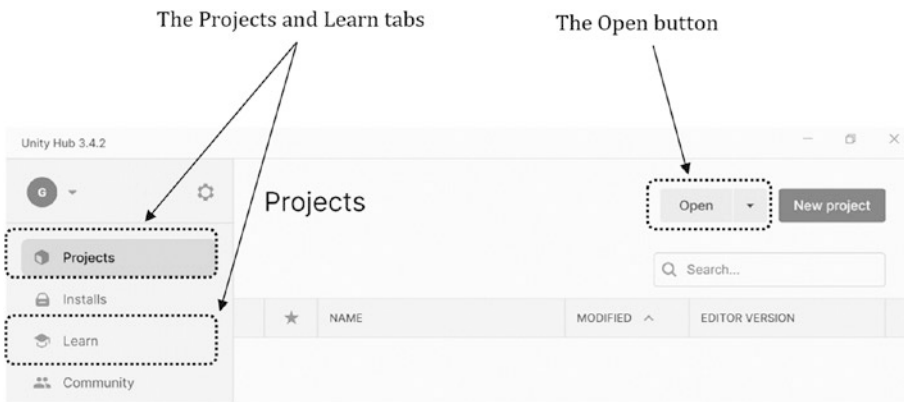 The Projects and Learn tabs
The Open button
Unity Hub 3.4.2
G
Projects
Open
New project
Projects
Search...
Installs
NAME
MODIFIED
EDITOR VERSION
Learn
Community